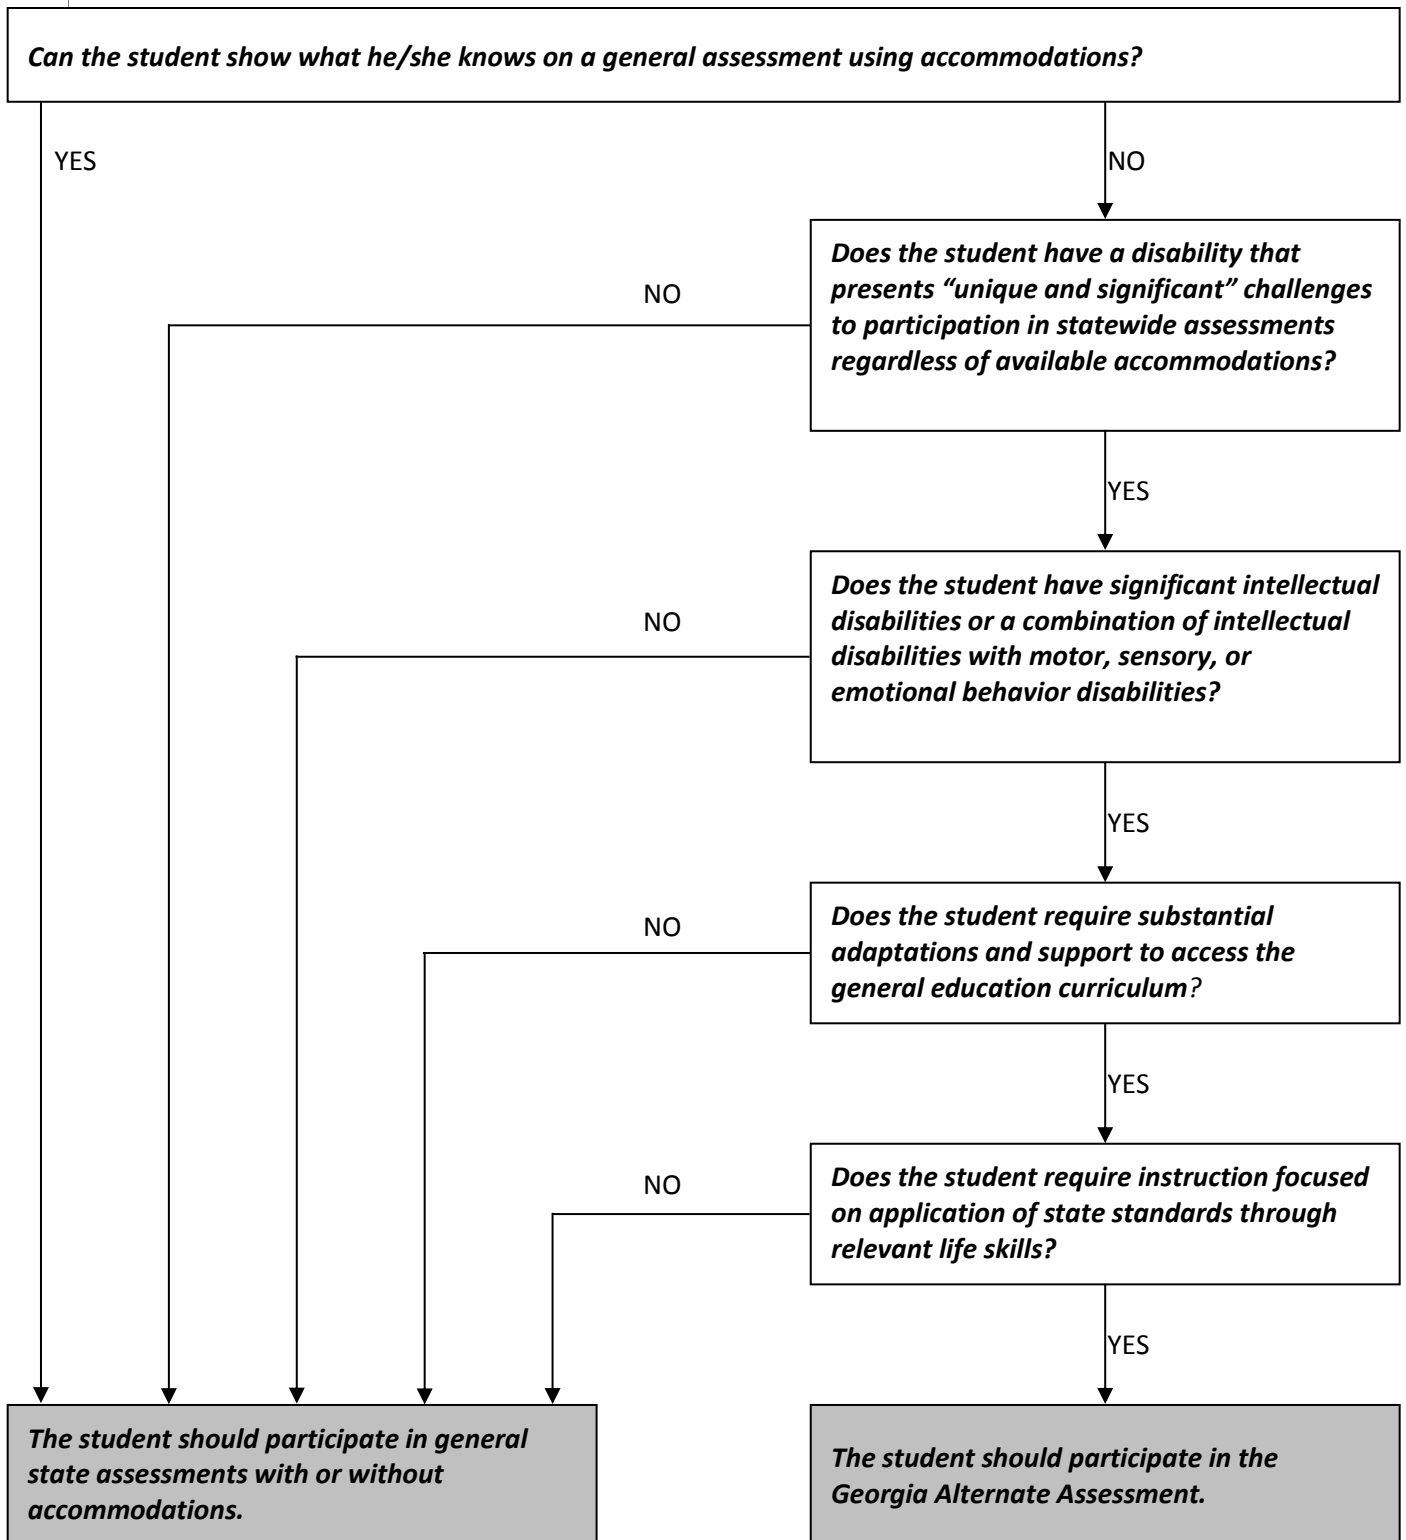 Can the student show what he/she knows on a general assessment using accommodations?
YES
NO
Does the student have a disability that
presents “unique and significant” challenges
to participation in statewide assessments
regardless of available accommodations?
NO
YES
Does the student have significant intellectual
disabilities or a combination of intellectual
disabilities with motor, sensory, or
emotional behavior disabilities?
NO
YES
Does the student require substantial
adaptations and support to access the
general education curriculum?
NO
YES
Does the student require instruction focused
on application of state standards through
relevant life skills?
NO
YES
The student should participate in general
state assessments with or without
accommodations.
The student should participate in the
Georgia Alternate Assessment.